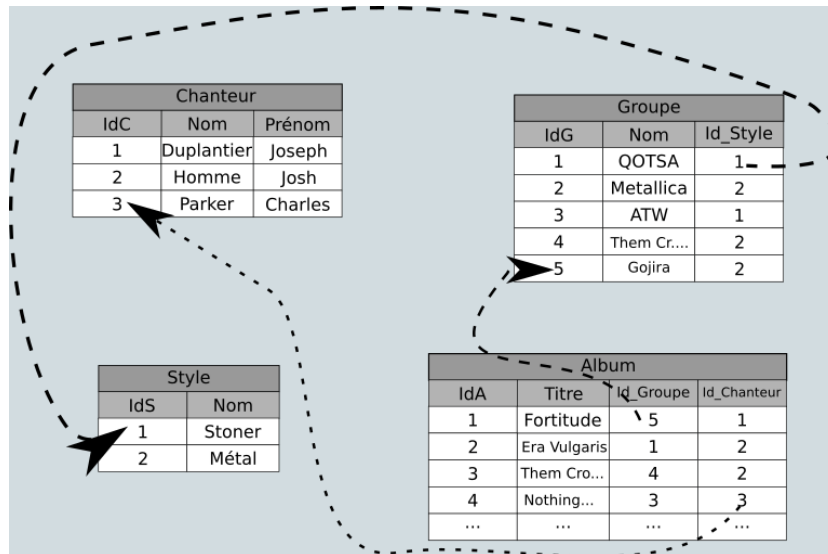 Chanteur
IdC Nom Prénom
1 Duplantier Joseph
2 Homme Josh
3 Parker Charles
Groupe
IdG Nom Id_Style
1 QOTSA 1
2 Metallica 2
3 ATW 1
4 Them Cr.... 2
5 Gojira 2
Style
IdS Nom
1 Stoner
2 Métal
Album
IdA Titre Id_Groupe Id_Chanteur
1 Fortitude 5 1
2 Era Vulgaris 1 2
3 Them Cro... 4 2
4 Nothing... 3 3
... ... ... ...